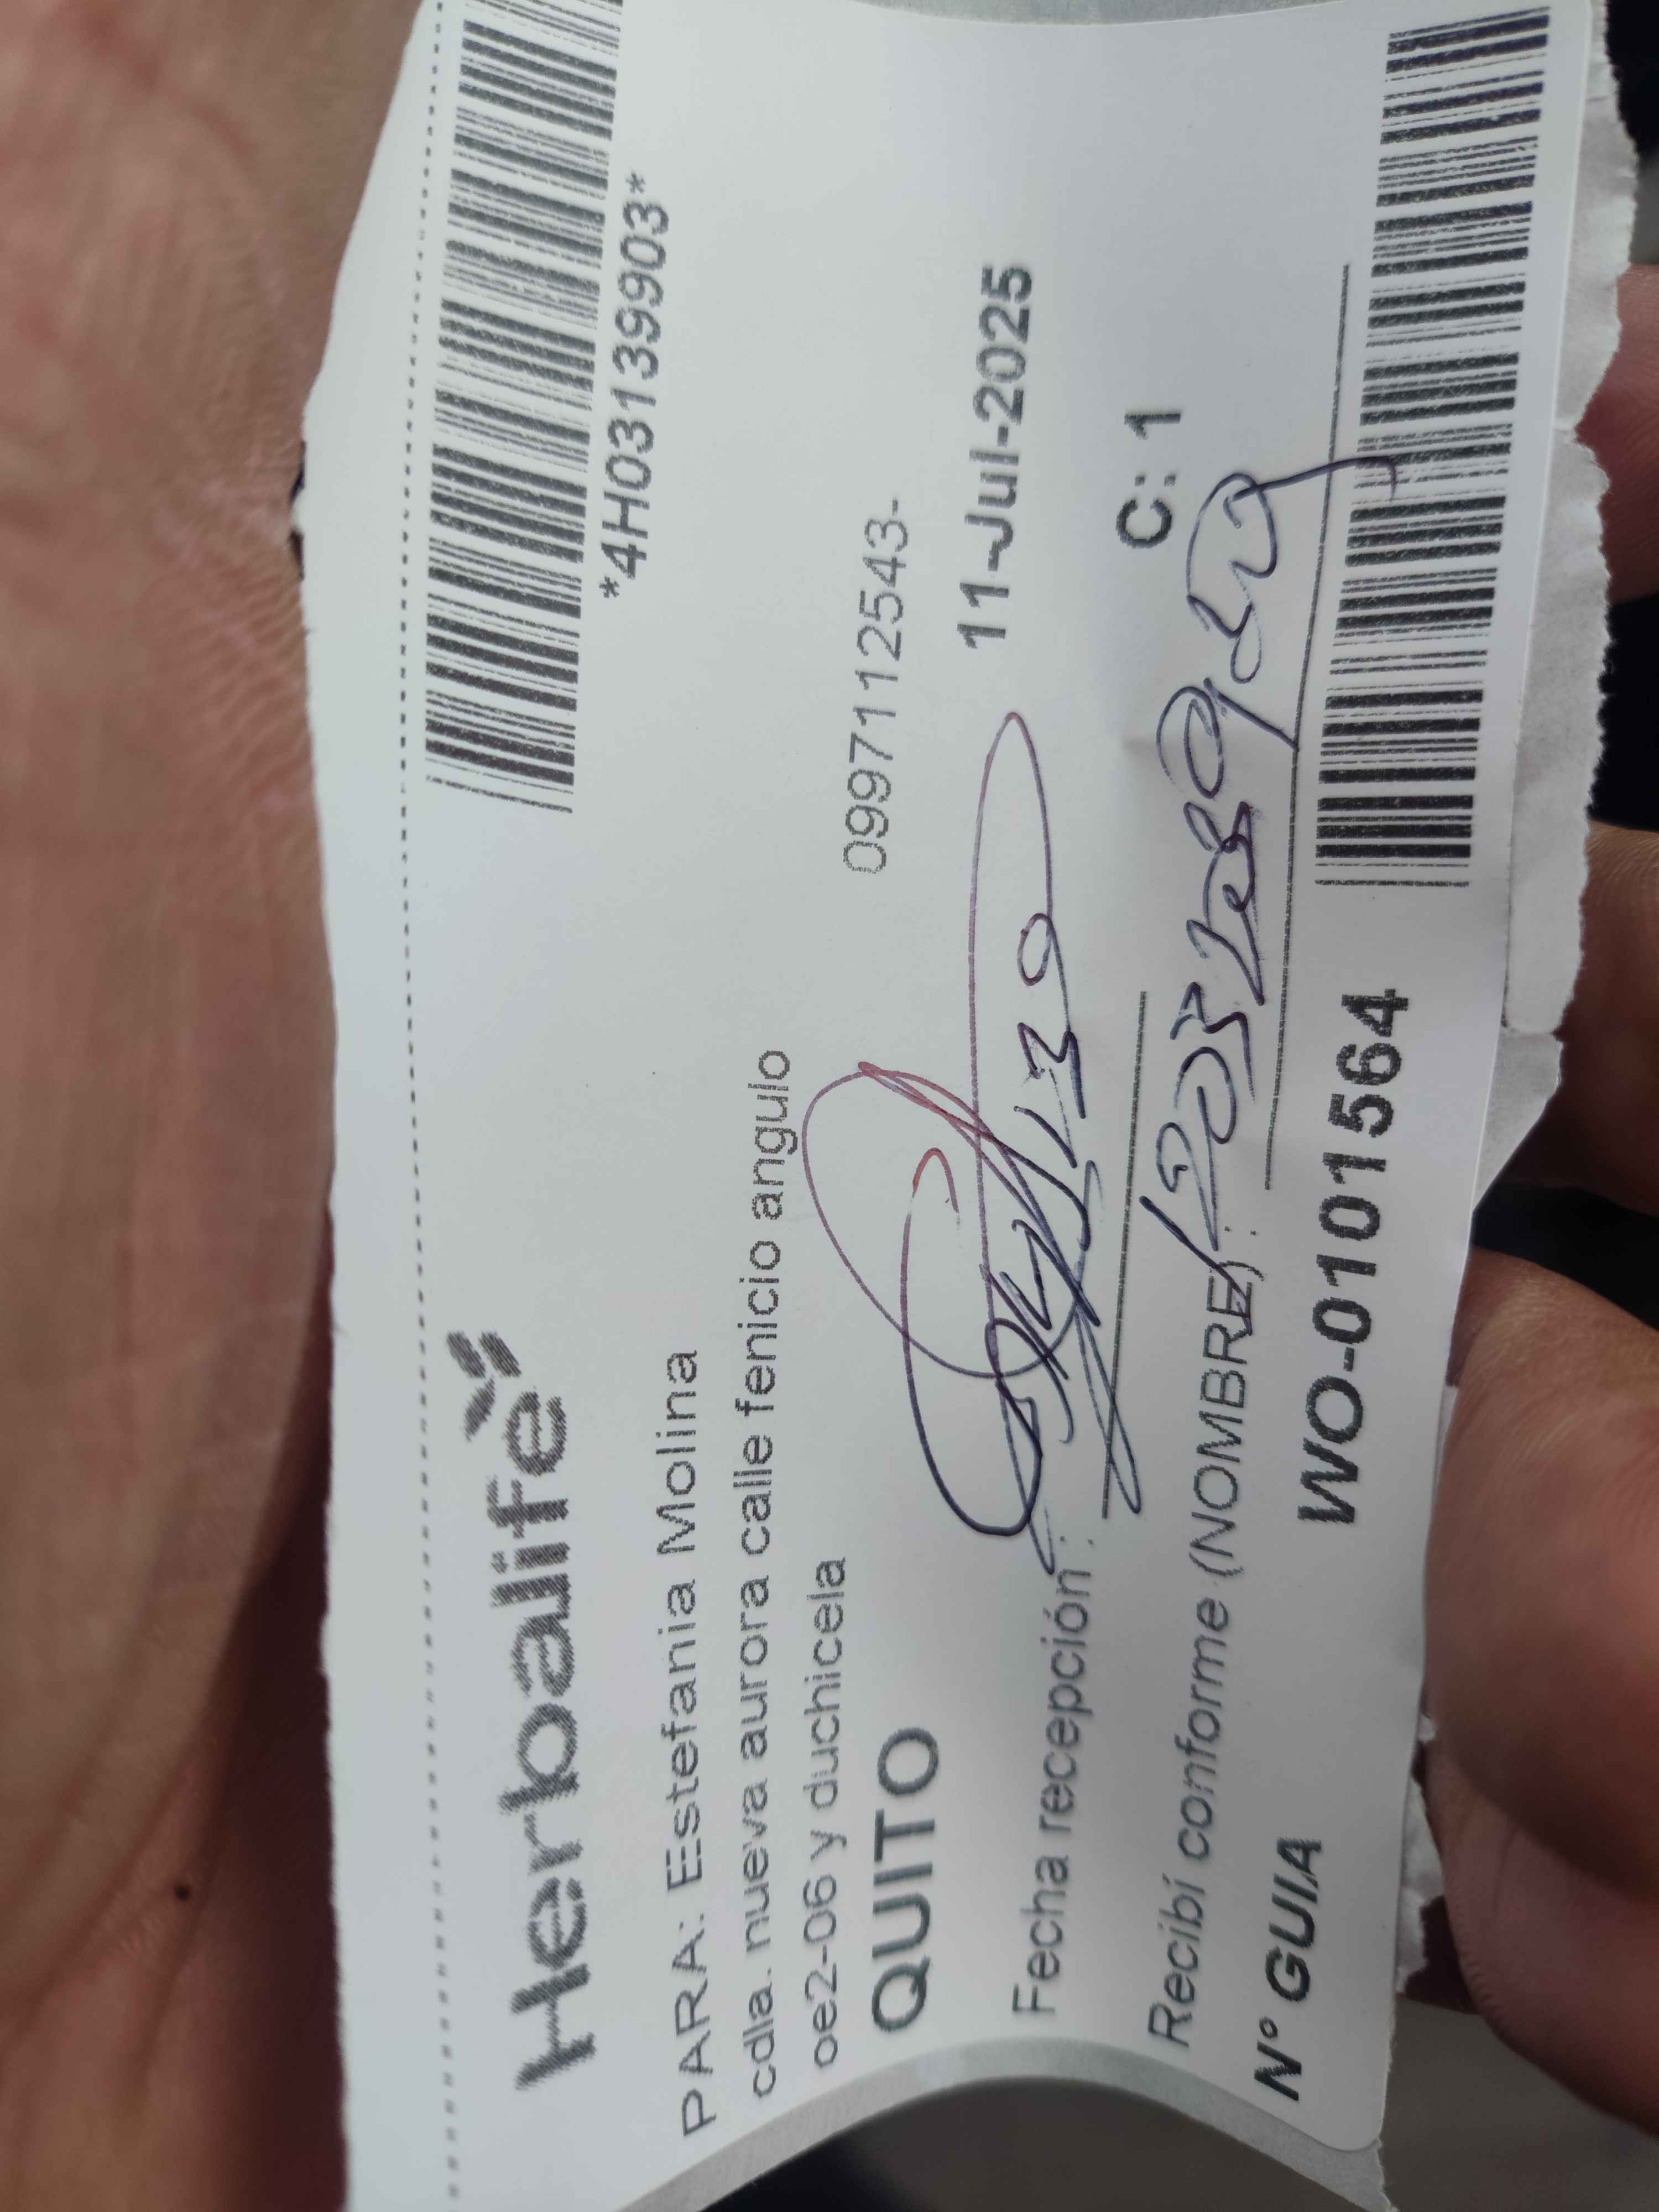 Herbalife
*4H03139903*
PARA: Estefania Molina
cdla. nueva aurora calle fenicio angulo
oe2-06 y duchicela
0997112543-
QUITO
11-Jul-2025
Fecha recepción :
C: 1
Recibí conforme (NOMBRE) :
N° GUIA
WO-0101564